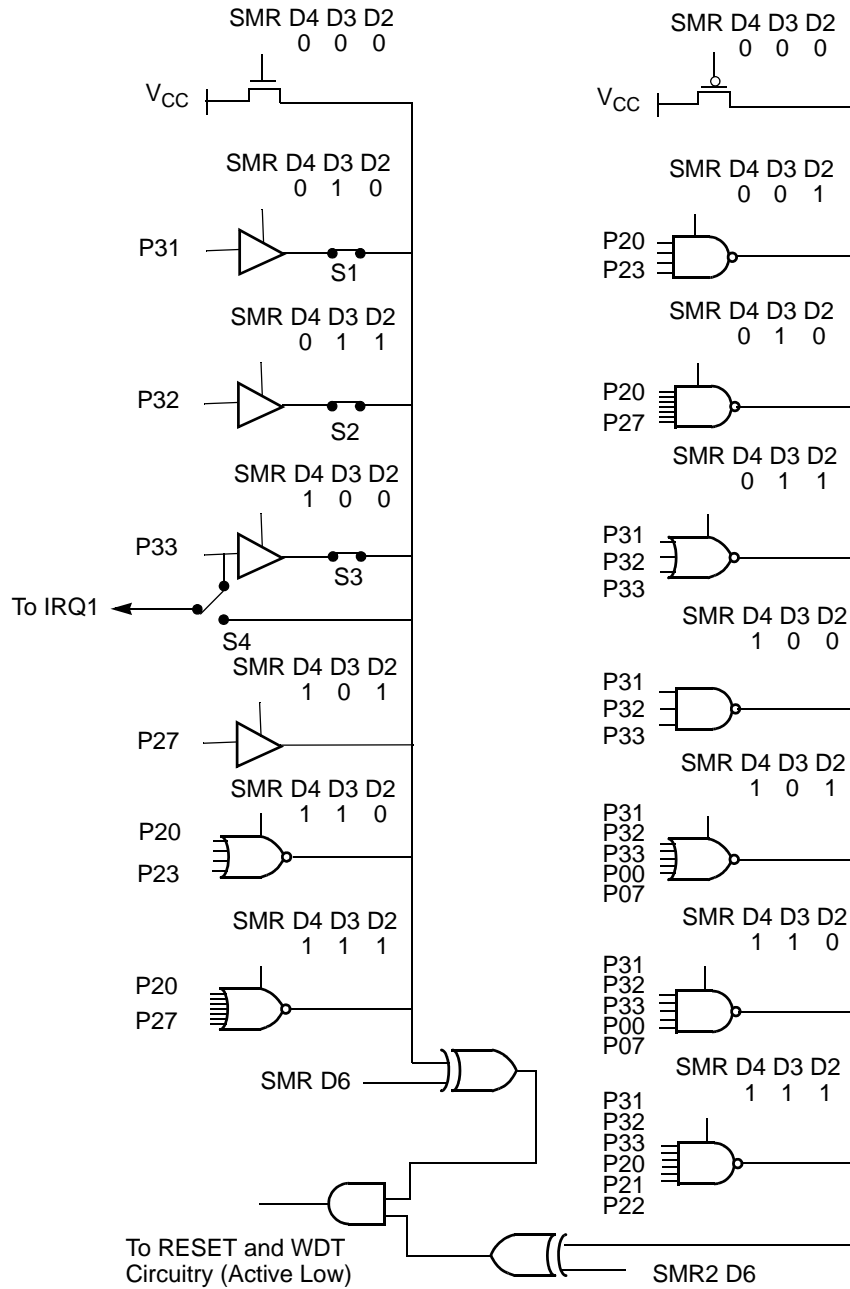 SMR D4 D3 D2
0 0 0
VCC
SMR D4 D3 D2
0 1 0
P31
S1
SMR D4 D3 D2
0 1 1
P32
S2
SMR D4 D3 D2
1 0 0
P33
S3
To IRQ1
S4
SMR D4 D3 D2
1 0 1
P27
SMR D4 D3 D2
1 1 0
P20
P23
SMR D4 D3 D2
1 1 1
P20
P27
SMR D6
To RESET and WDT
Circuitry (Active Low)
SMR D4 D3 D2
0 0 0
VCC
SMR D4 D3 D2
0 0 1
P20
P23
SMR D4 D3 D2
0 1 0
P20
P27
SMR D4 D3 D2
0 1 1
P31
P32
P33
SMR D4 D3 D2
1 0 0
P31
P32
P33
SMR D4 D3 D2
1 0 1
P31
P32
P33
P00
P07
SMR D4 D3 D2
1 1 0
P31
P32
P33
P00
P07
SMR D4 D3 D2
1 1 1
P31
P32
P33
P20
P21
P22
SMR2 D6